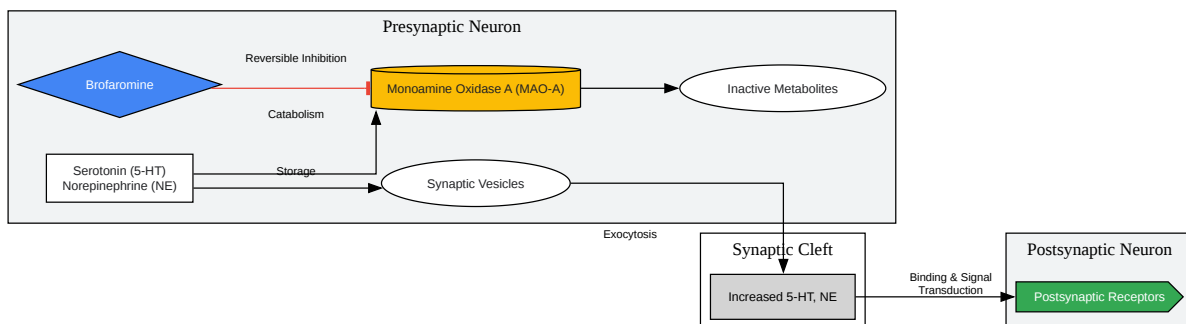 Presynaptic Neuron
Reversible Inhibition
Brofaromine
Monoamine Oxidase A (MAO-A)
Inactive Metabolites
Catabolism
Serotonin (5-HT)
Norepinephrine (NE)
Storage
Synaptic Vesicles
Exocytosis
Synaptic Cleft
Increased 5-HT, NE
Binding & Signal
Transduction
Postsynaptic Neuron
Postsynaptic Receptors